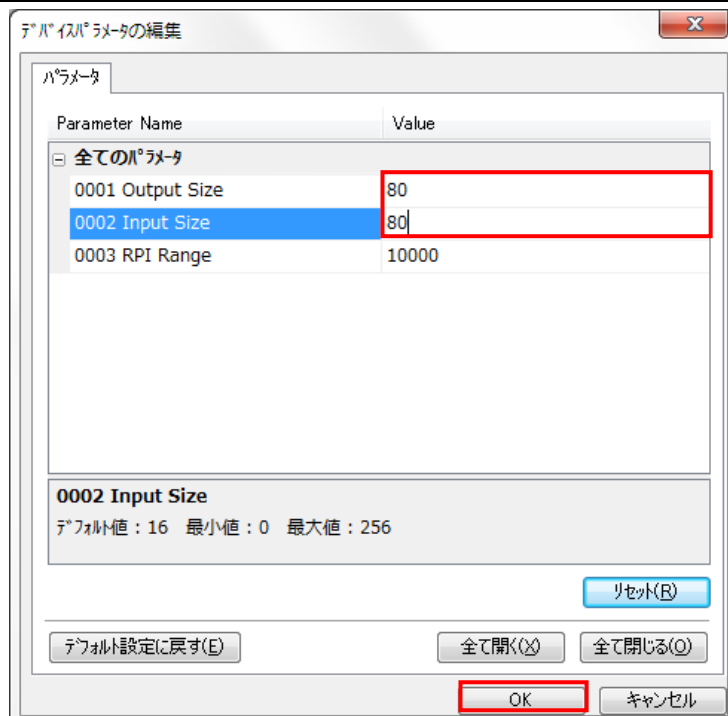 ﾃﾞﾊﾞｲｽﾊﾟﾗﾒｰﾀの編集
ﾊﾟﾗﾒｰﾀ
Parameter Name Value
全てのﾊﾟﾗﾒｰﾀ
0001 Output Size 80
0002 Input Size 80
0003 RPI Range 10000
0002 Input Size
ﾃﾞﾌｫﾙﾄ値：16 最小値：0 最大値：256
ﾘｾｯﾄ(R)
ﾃﾞﾌｫﾙﾄ設定に戻す(E) 全て開く(X) 全て閉じる(O)
OK ｷｬﾝｾﾙ